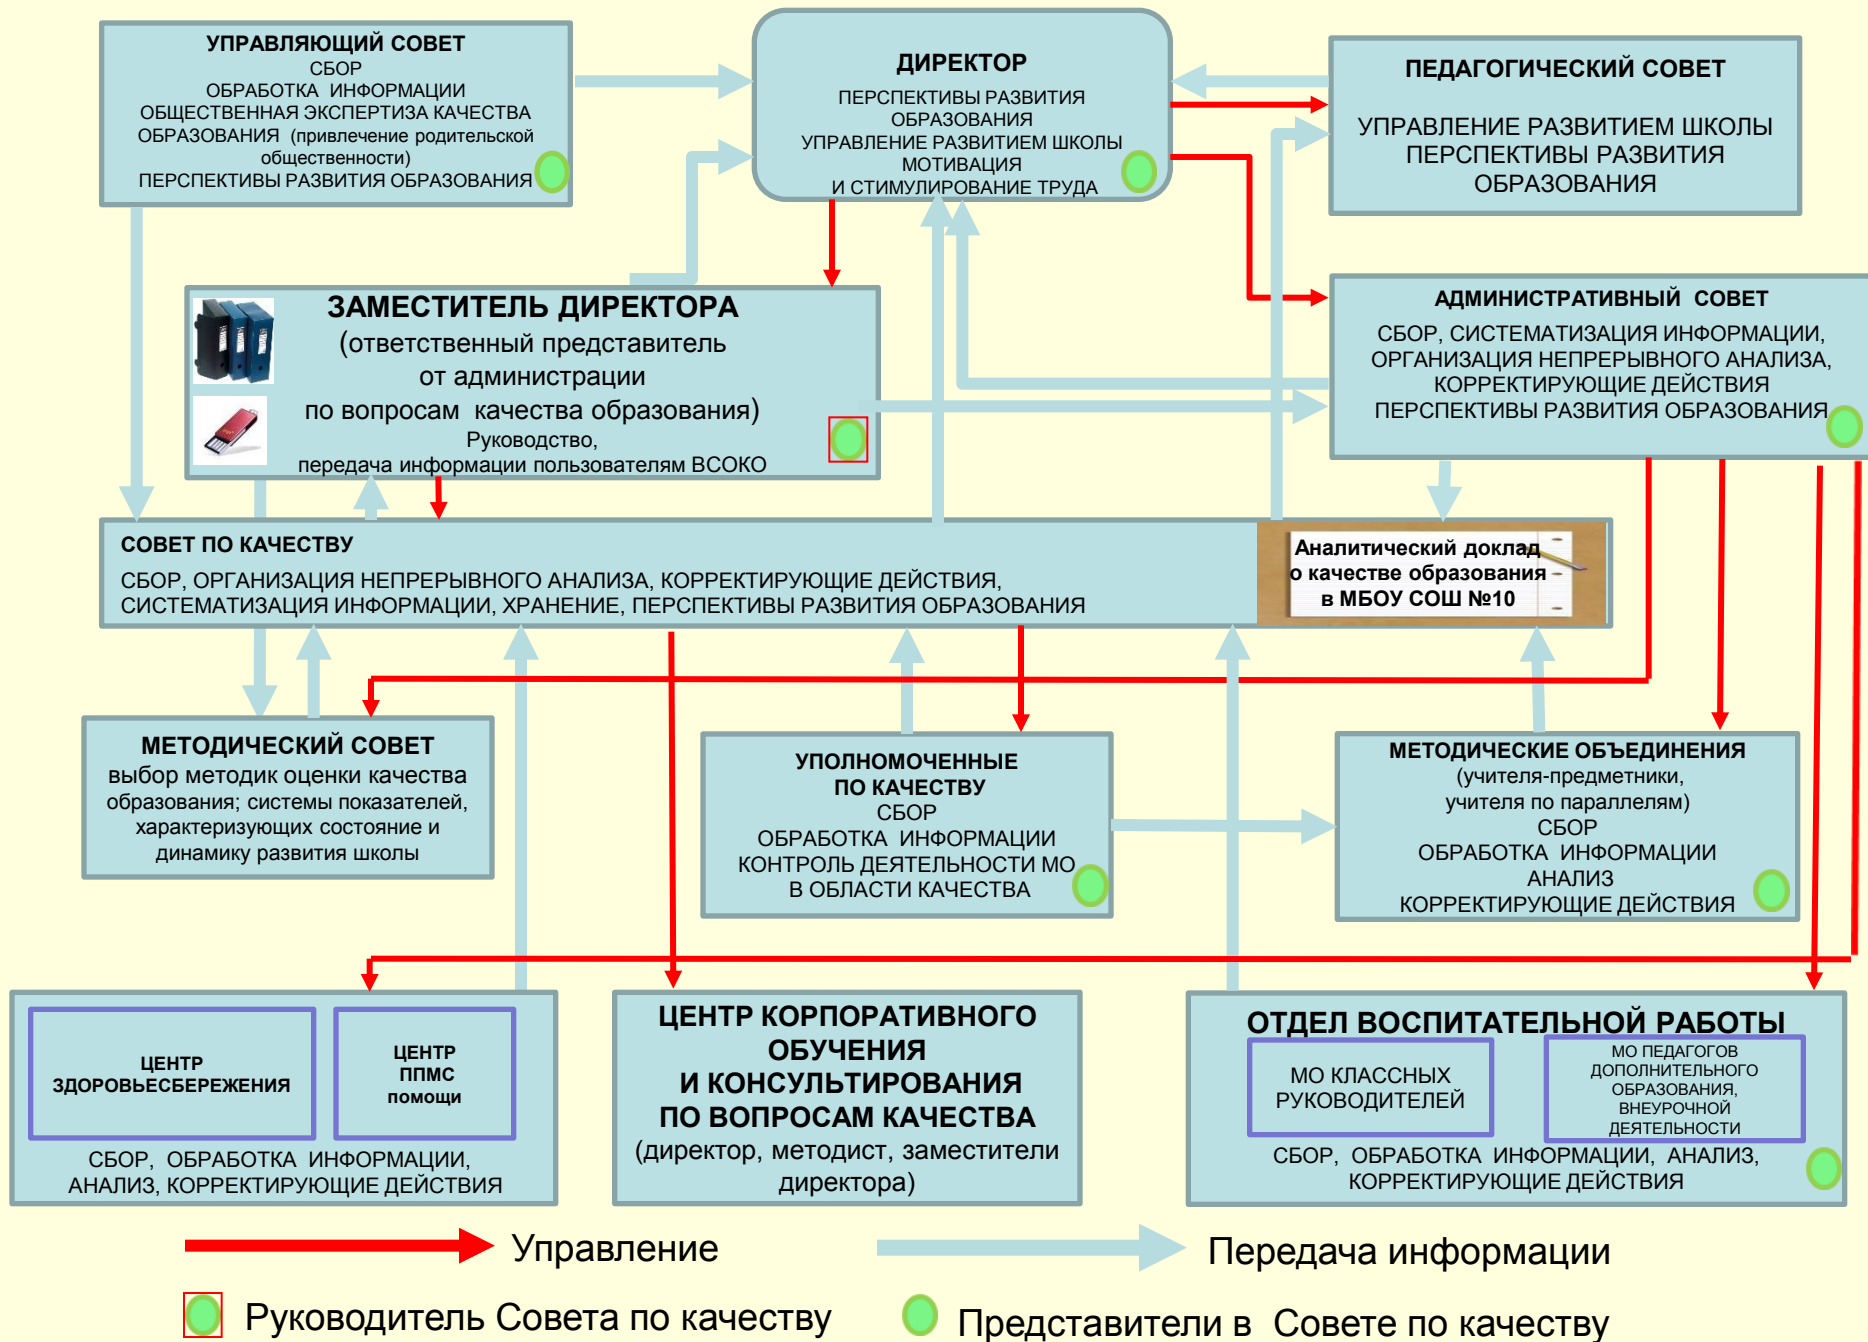 УПРАВЛЯЮЩИЙ СОВЕТ
СБОР
ОБРАБОТКА ИНФОРМАЦИИ
ОБЩЕСТВЕННАЯ ЭКСПЕРТИЗА КАЧЕСТВА
ОБРАЗОВАНИЯ (привлечение родительской
общественности)
ПЕРСПЕКТИВЫ РАЗВИТИЯ ОБРАЗОВАНИЯ
ДИРЕКТОР
ПЕРСПЕКТИВЫ РАЗВИТИЯ
ОБРАЗОВАНИЯ
УПРАВЛЕНИЕ РАЗВИТИЕМ ШКОЛЫ
МОТИВАЦИЯ
И СТИМУЛИРОВАНИЕ ТРУДА
ПЕДАГОГИЧЕСКИЙ СОВЕТ
УПРАВЛЕНИЕ РАЗВИТИЕМ ШКОЛЫ
ПЕРСПЕКТИВЫ РАЗВИТИЯ
ОБРАЗОВАНИЯ
ЗАМЕСТИТЕЛЬ ДИРЕКТОРА
(ответственный представитель
от администрации
по вопросам качества образования)
Руководство,
передача информации пользователям ВСОКО
АДМИНИСТРАТИВНЫЙ СОВЕТ
СБОР, СИСТЕМАТИЗАЦИЯ ИНФОРМАЦИИ,
ОРГАНИЗАЦИЯ НЕПРЕРЫВНОГО АНАЛИЗА,
КОРРЕКТИРУЮЩИЕ ДЕЙСТВИЯ
ПЕРСПЕКТИВЫ РАЗВИТИЯ ОБРАЗОВАНИЯ
СОВЕТ ПО КАЧЕСТВУ
СБОР, ОРГАНИЗАЦИЯ НЕПРЕРЫВНОГО АНАЛИЗА, КОРРЕКТИРУЮЩИЕ ДЕЙСТВИЯ,
СИСТЕМАТИЗАЦИЯ ИНФОРМАЦИИ, ХРАНЕНИЕ, ПЕРСПЕКТИВЫ РАЗВИТИЯ ОБРАЗОВАНИЯ
Аналитический доклад
о качестве образования
в МБОУ СОШ №10
МЕТОДИЧЕСКИЙ СОВЕТ
выбор методик оценки качества
образования; системы показателей,
характеризующих состояние и
динамику развития школы
УПОЛНОМОЧЕННЫЕ
ПО КАЧЕСТВУ
СБОР
ОБРАБОТКА ИНФОРМАЦИИ
КОНТРОЛЬ ДЕЯТЕЛЬНОСТИ МО
В ОБЛАСТИ КАЧЕСТВА
МЕТОДИЧЕСКИЕ ОБЪЕДИНЕНИЯ
(учителя-предметники,
учителя по параллелям)
СБОР
ОБРАБОТКА ИНФОРМАЦИИ
АНАЛИЗ
КОРРЕКТИРУЮЩИЕ ДЕЙСТВИЯ
ЦЕНТР
ЗДОРОВЬЕСБЕРЕЖЕНИЯ
ЦЕНТР
ППМС
помощи
СБОР, ОБРАБОТКА ИНФОРМАЦИИ,
АНАЛИЗ, КОРРЕКТИРУЮЩИЕ ДЕЙСТВИЯ
ЦЕНТР КОРПОРАТИВНОГО
ОБУЧЕНИЯ
И КОНСУЛЬТИРОВАНИЯ
ПО ВОПРОСАМ КАЧЕСТВА
(директор, методист, заместители
директора)
ОТДЕЛ ВОСПИТАТЕЛЬНОЙ РАБОТЫ
МО КЛАССНЫХ
РУКОВОДИТЕЛЕЙ
МО ПЕДАГОГОВ
ДОПОЛНИТЕЛЬНОГО
ОБРАЗОВАНИЯ,
ВНЕУРОЧНОЙ
ДЕЯТЕЛЬНОСТИ
СБОР, ОБРАБОТКА ИНФОРМАЦИИ, АНАЛИЗ,
КОРРЕКТИРУЮЩИЕ ДЕЙСТВИЯ
Управление
Передача информации
Руководитель Совета по качеству
Представители в Совете по качеству